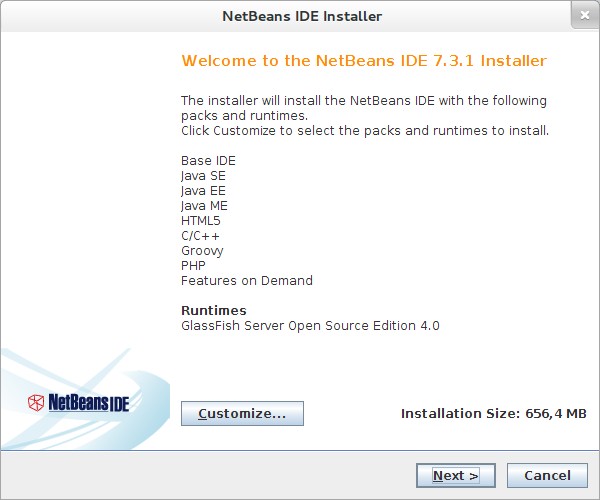 NetBeans IDE Installer
Welcome to the NetBeans IDE 7.3.1 Installer
The installer will install the NetBeans IDE with the following
packs and runtimes.
Click Customize to select the packs and runtimes to install.
Base IDE
Java SE
Java EE
Java ME
HTML5
C/C++
Groovy
PHP
Features on Demand
Runtimes
GlassFish Server Open Source Edition 4.0
NetBeans IDE
Customize...
Installation Size: 656,4 MB
Next >
Cancel